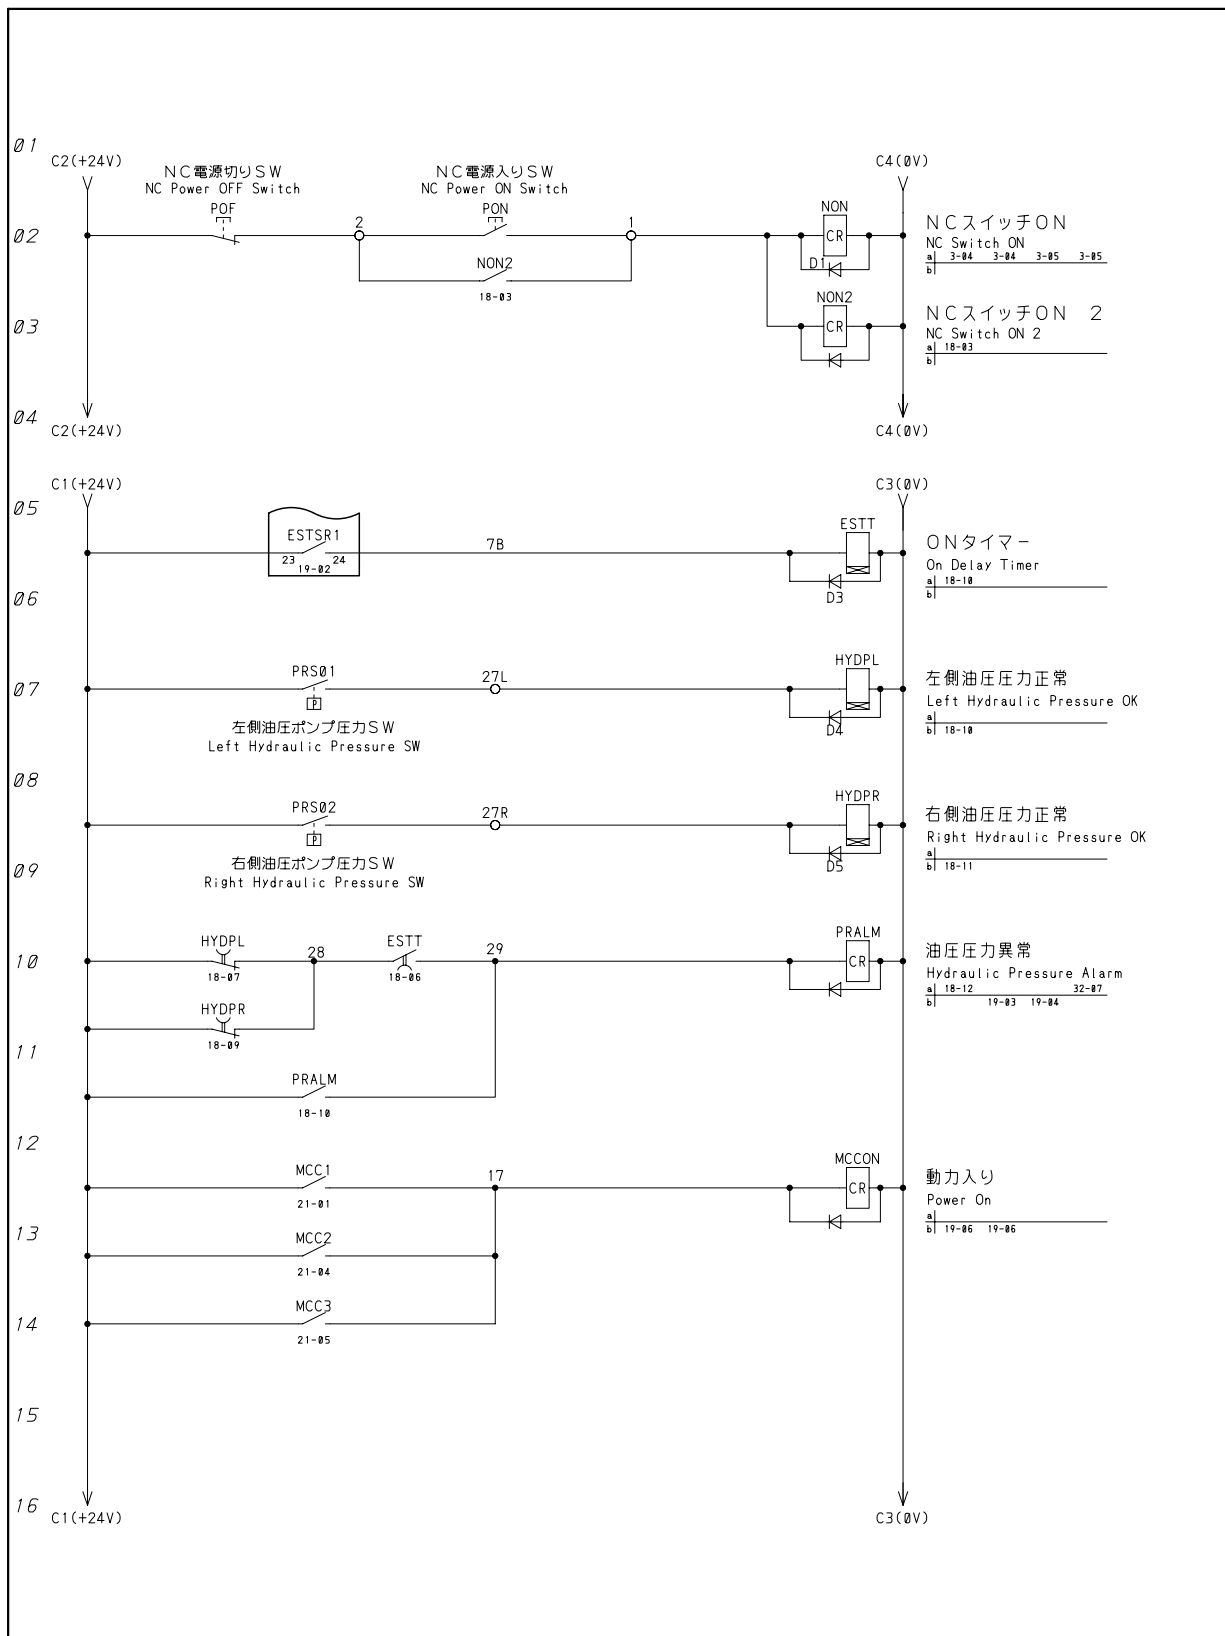 01
C2(+24V)
C4(0V)
NC電源切りSW
NC Power OFF Switch
POF
NC電源入りSW
NC Power ON Switch
PON
NON
02
2
1
CR
NCスイッチON
NC Switch ON
a 3-04 3-04 3-05 3-05
b
D1
NON2
18-03
NON2
03
CR
NCスイッチON 2
NC Switch ON 2
a 18-03
b
04
C2(+24V)
C4(0V)
C1(+24V)
C3(0V)
05
ESTSR1
23 24
19-02
7B
ESTT
D3
ONタイマー
On Delay Timer
a 18-10
b
06
07
PRS01
P
左側油圧ポンプ圧力SW
Left Hydraulic Pressure SW
27L
HYDPL
D4
左側油圧圧力正常
Left Hydraulic Pressure OK
a
b 18-10
08
PRS02
P
右側油圧ポンプ圧力SW
Right Hydraulic Pressure SW
27R
HYDPR
D5
右側油圧圧力正常
Right Hydraulic Pressure OK
a
b 18-11
09
10
HYDPL
18-07
28
ESTT
18-06
29
PRALM
CR
油圧圧力異常
Hydraulic Pressure Alarm
a 18-12 32-07
b 19-03 19-04
HYDPR
18-09
11
PRALM
18-10
12
MCC1
21-01
17
MCCON
CR
動力入り
Power On
a
b 19-06 19-06
13
MCC2
21-04
14
MCC3
21-05
15
16
C1(+24V)
C3(0V)